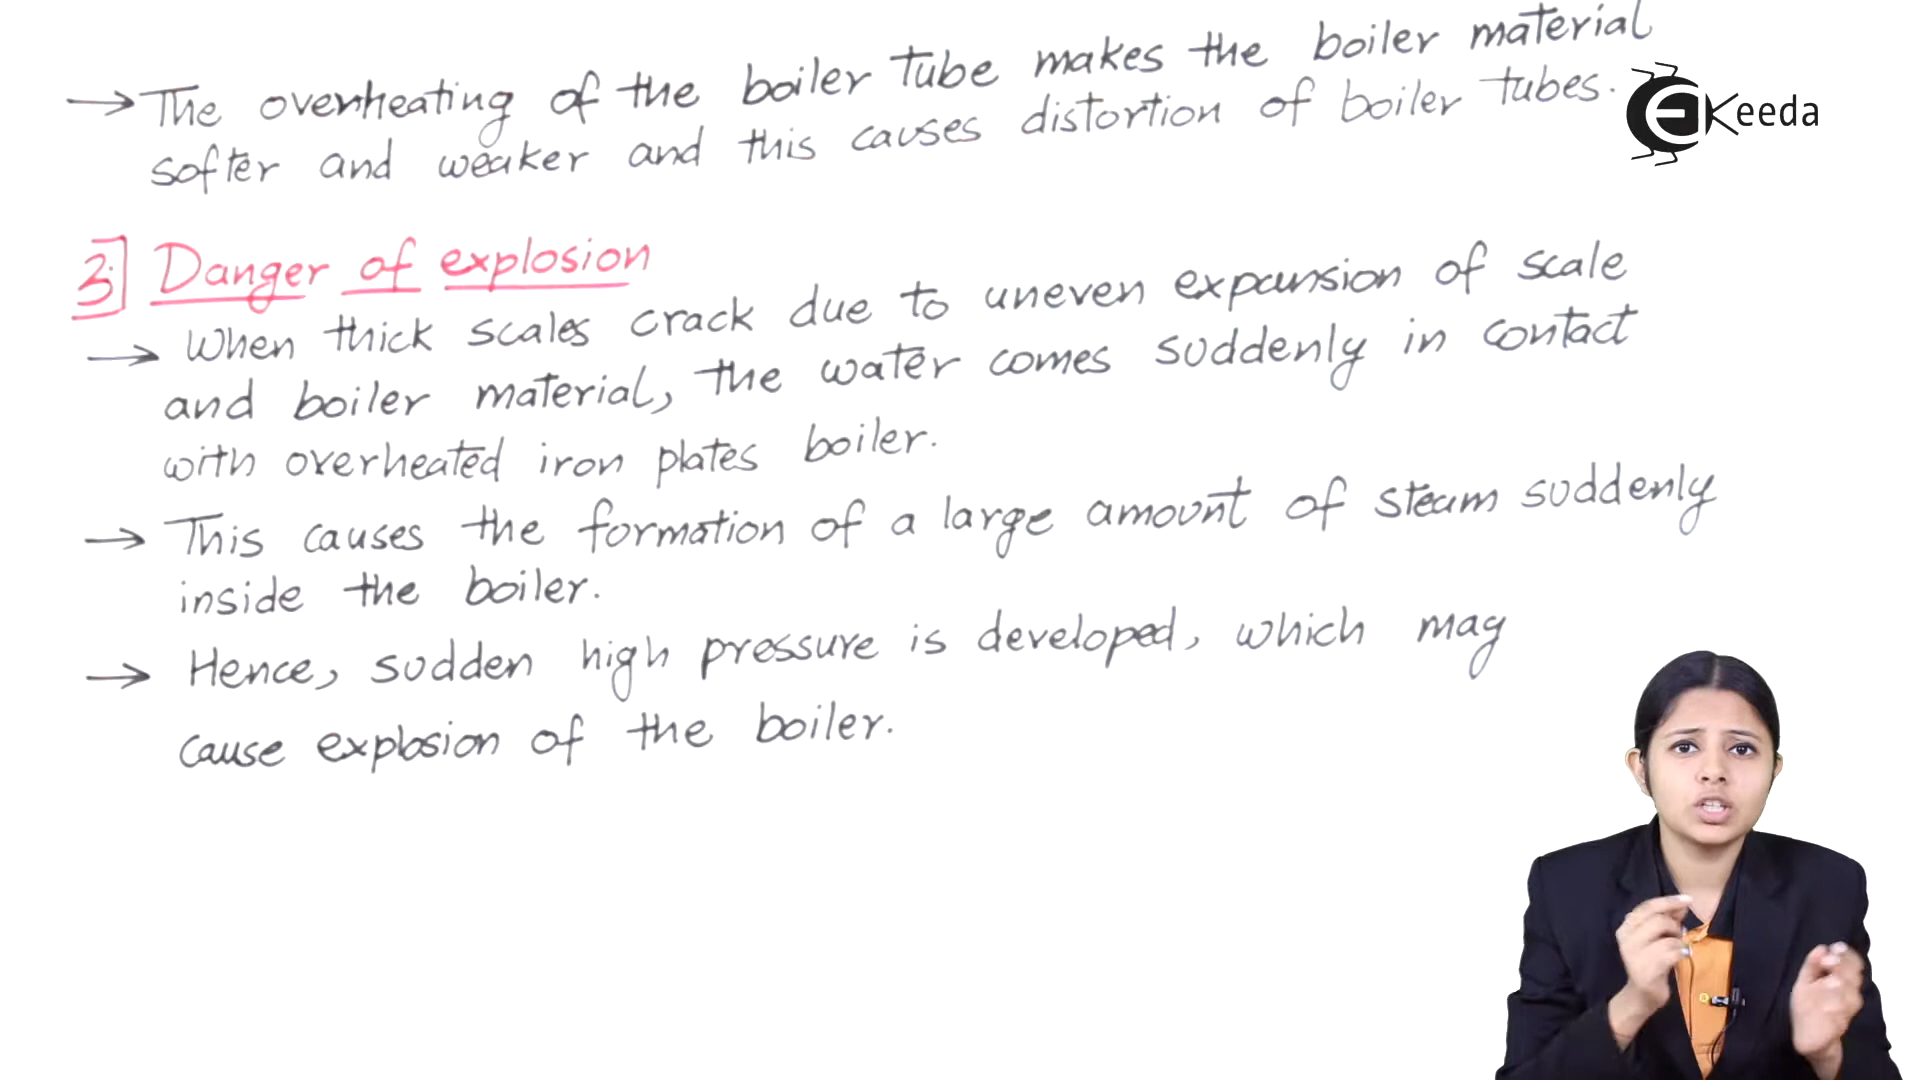 → The overheating of the boiler tube makes the boiler material
softer and weaker and this causes distortion of boiler tubes.
EKeeda
3.] Danger of explosion
→ When thick scales crack due to uneven expansion of scale
and boiler material, the water comes suddenly in contact
with overheated iron plates boiler.
→ This causes the formation of a large amount of steam suddenly
inside the boiler.
→ Hence, sudden high pressure is developed, which may
cause explosion of the boiler.